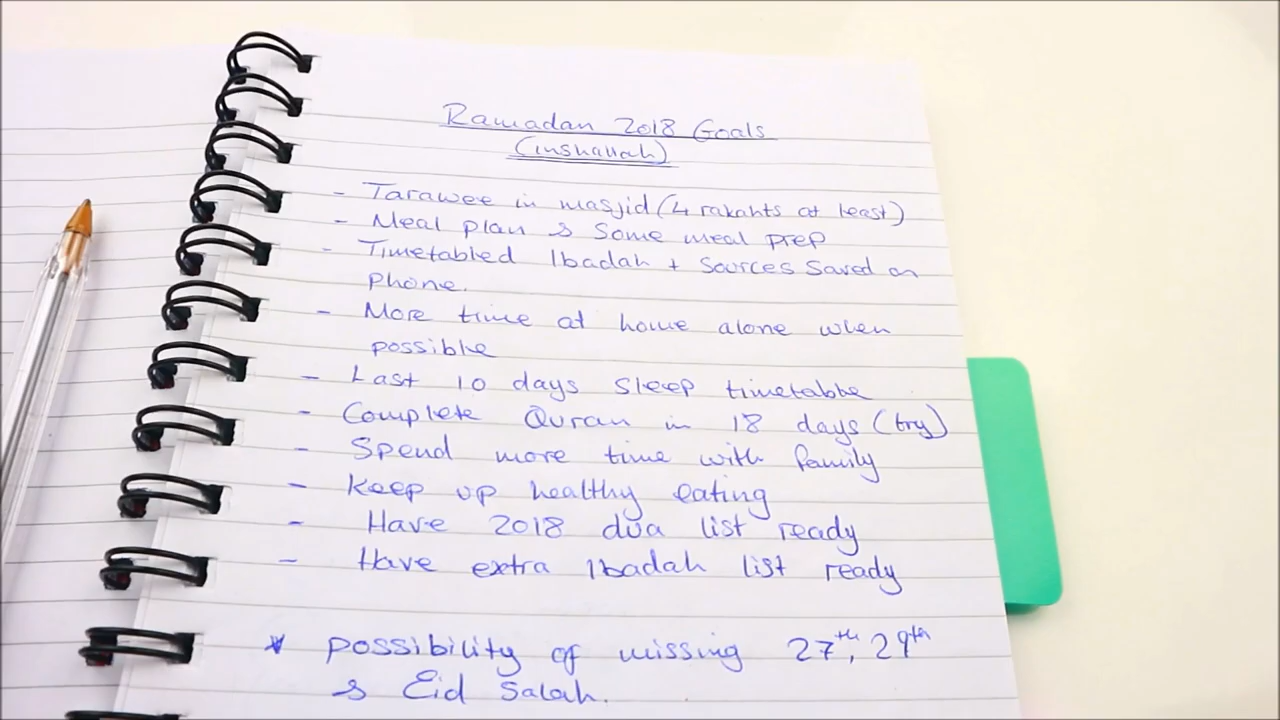 Ramadan 2018 Goals
(inshallah)
- Tarawee in masjid (4 rakahts at least)
- Meal plan & Some meal prep
- Timetabled Ibadah + Sources Saved on
phone.
- More time at home alone when
possible
- Last 10 days Sleep timetable
- Complete Quran in 18 days (try)
- Spend more time with family
- Keep up healthy eating
- Have 2018 dua list ready
- Have extra Ibadah list ready
* possibility of missing 27th, 29th
& Eid Salah.